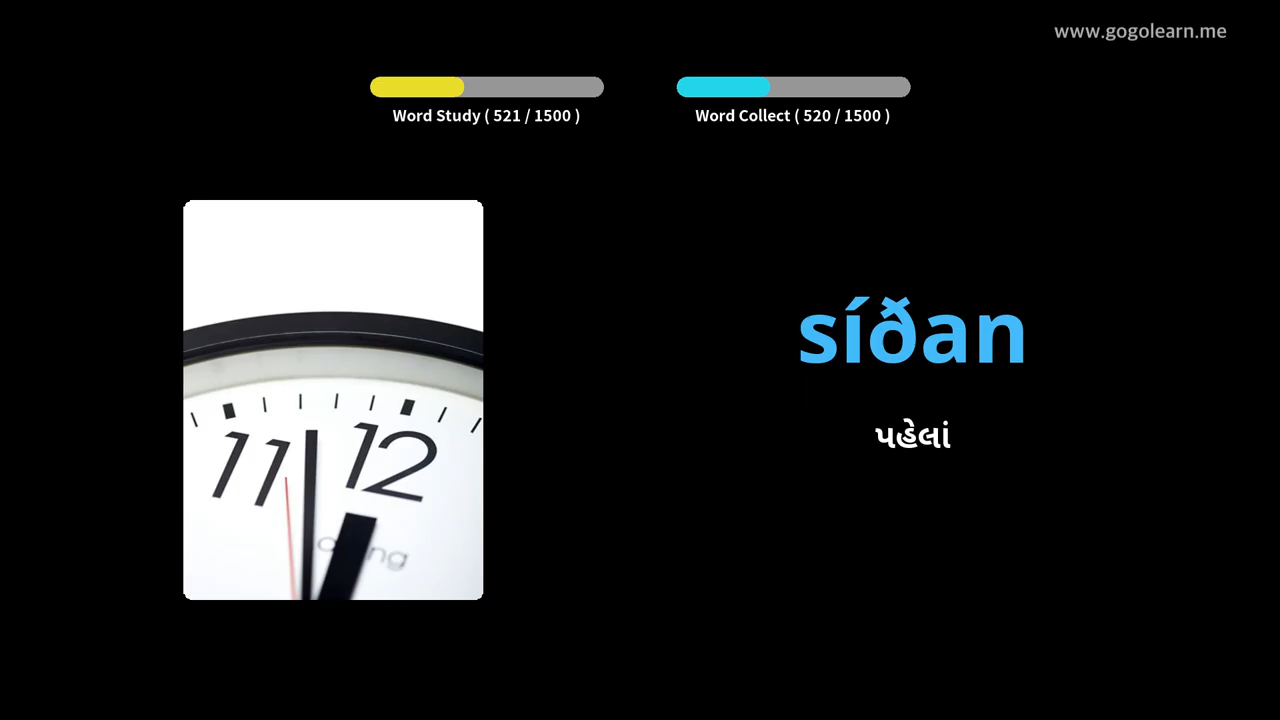 www.gogolearn.me
Word Study ( 521 / 1500 )
Word Collect ( 520 / 1500 )
síðan
પહેલાં
11 12